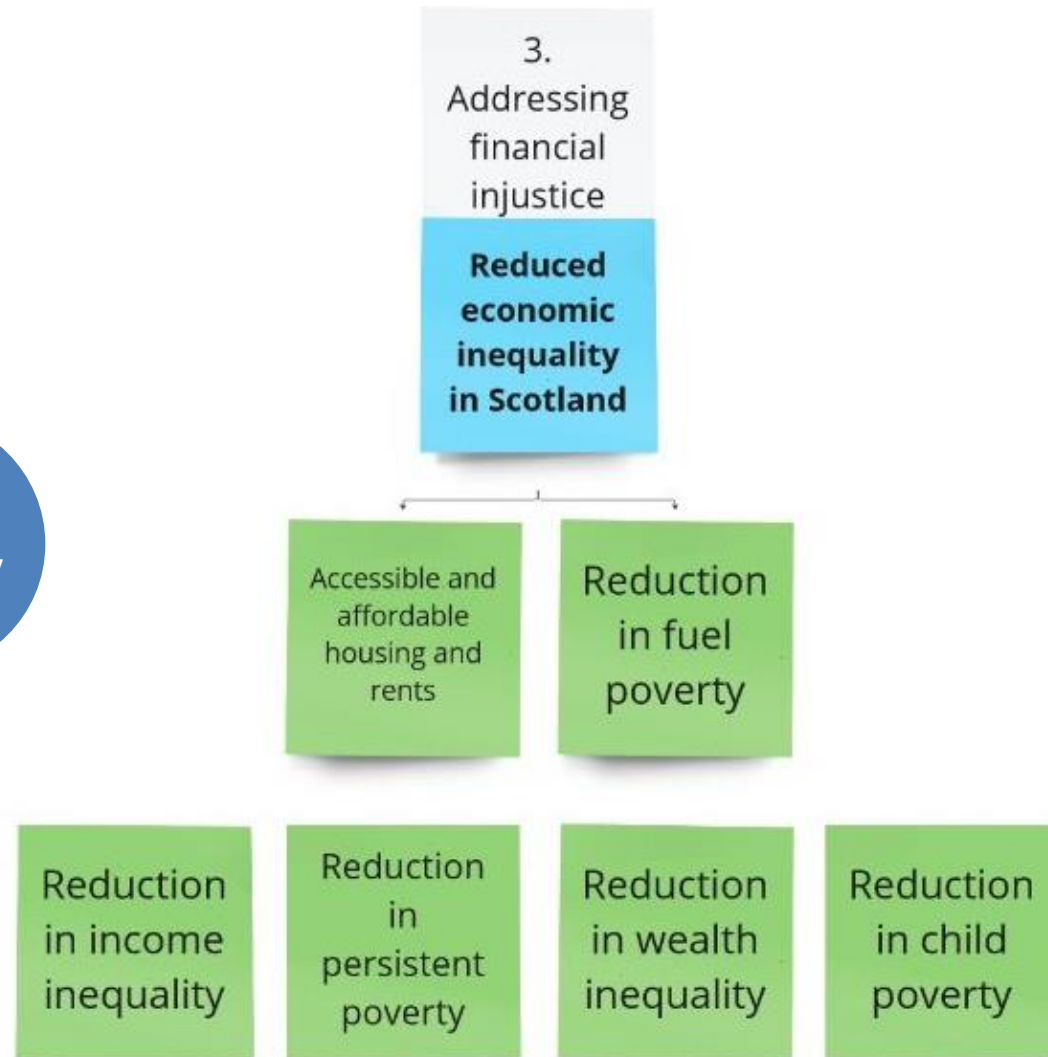 3.
Addressing
financial
injustice
Reduced
economic
inequality
in Scotland
Accessible and
affordable
housing and
rents
Reduction
in fuel
poverty
Reduction
in income
inequality
Reduction
in
persistent
poverty
Reduction
in wealth
inequality
Reduction
in child
poverty